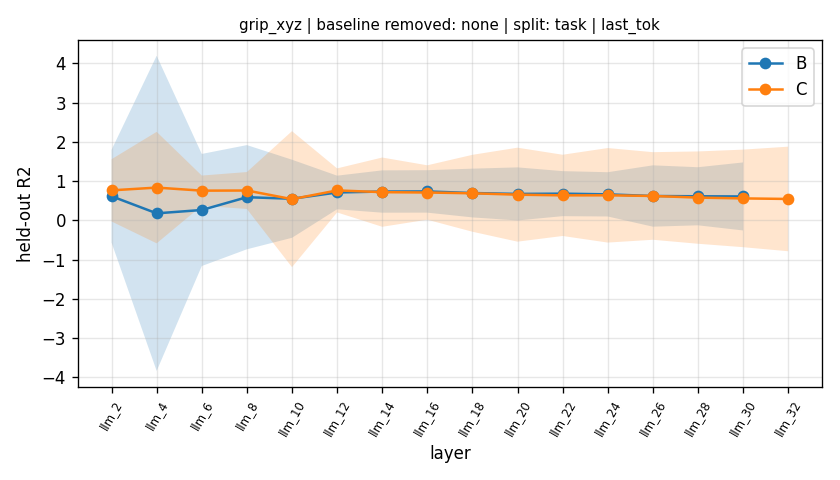 grip_xyz | baseline removed: none | split: task | last_tok
held-out R2
4
3
2
1
0
−1
−2
−3
−4
B
C
llm_2
llm_4
llm_6
llm_8
llm_10
llm_12
llm_14
llm_16
llm_18
llm_20
llm_22
llm_24
llm_26
llm_28
llm_30
llm_32
layer